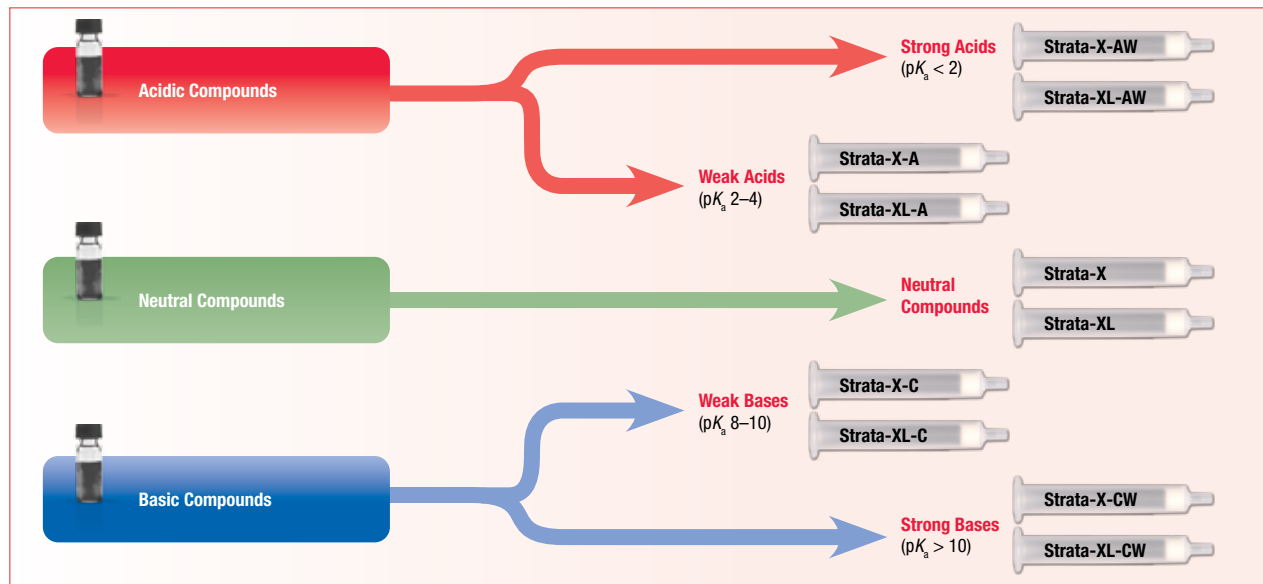 Acidic Compounds
Strong Acids
(pKa < 2)
Strata-X-AW
Strata-XL-AW
Weak Acids
(pKa 2–4)
Strata-X-A
Strata-XL-A
Neutral Compounds
Neutral
Compounds
Strata-X
Strata-XL
Basic Compounds
Weak Bases
(pKa 8–10)
Strata-X-C
Strata-XL-C
Strong Bases
(pKa > 10)
Strata-X-CW
Strata-XL-CW